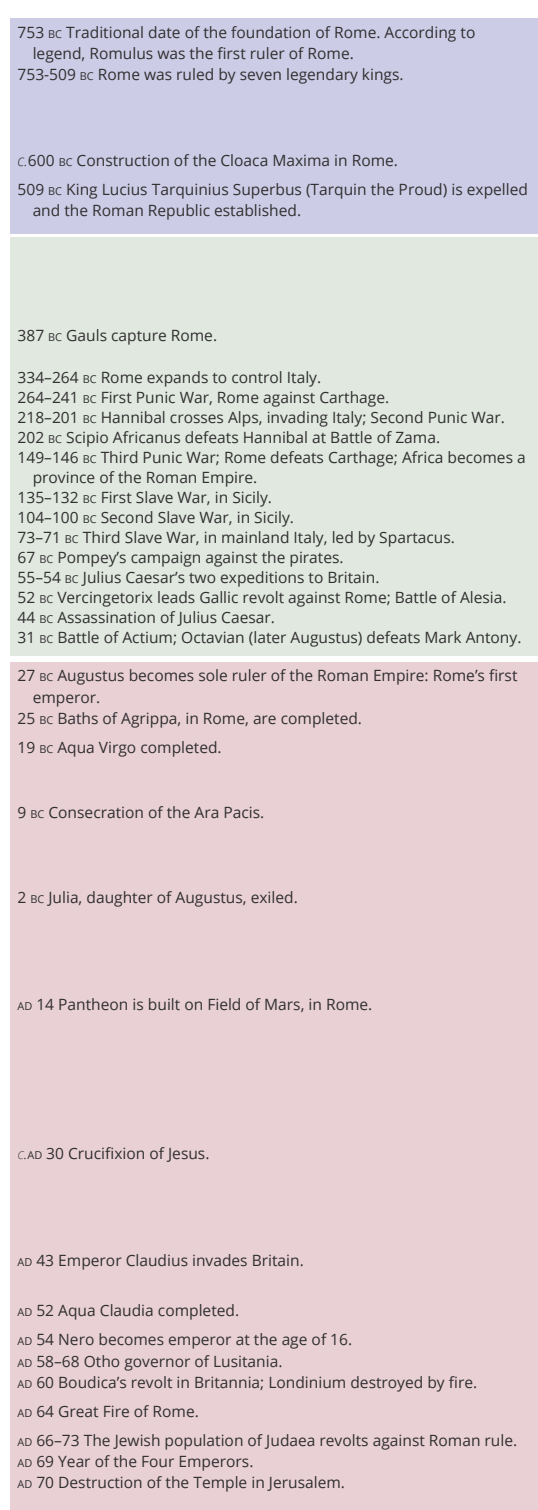 753 BC Traditional date of the foundation of Rome. According to
legend, Romulus was the first ruler of Rome.
753-509 BC Rome was ruled by seven legendary kings.
c.600 BC Construction of the Cloaca Maxima in Rome.
509 BC King Lucius Tarquinius Superbus (Tarquin the Proud) is expelled
and the Roman Republic established.
387 BC Gauls capture Rome.
334–264 BC Rome expands to control Italy.
264–241 BC First Punic War, Rome against Carthage.
218–201 BC Hannibal crosses Alps, invading Italy; Second Punic War.
202 BC Scipio Africanus defeats Hannibal at Battle of Zama.
149–146 BC Third Punic War; Rome defeats Carthage; Africa becomes a
province of the Roman Empire.
135–132 BC First Slave War, in Sicily.
104–100 BC Second Slave War, in Sicily.
73–71 BC Third Slave War, in mainland Italy, led by Spartacus.
67 BC Pompey’s campaign against the pirates.
55–54 BC Julius Caesar’s two expeditions to Britain.
52 BC Vercingetorix leads Gallic revolt against Rome; Battle of Alesia.
44 BC Assassination of Julius Caesar.
31 BC Battle of Actium; Octavian (later Augustus) defeats Mark Antony.
27 BC Augustus becomes sole ruler of the Roman Empire: Rome’s first
emperor.
25 BC Baths of Agrippa, in Rome, are completed.
19 BC Aqua Virgo completed.
9 BC Consecration of the Ara Pacis.
2 BC Julia, daughter of Augustus, exiled.
AD 14 Pantheon is built on Field of Mars, in Rome.
c.AD 30 Crucifixion of Jesus.
AD 43 Emperor Claudius invades Britain.
AD 52 Aqua Claudia completed.
AD 54 Nero becomes emperor at the age of 16.
AD 58–68 Otho governor of Lusitania.
AD 60 Boudica’s revolt in Britannia; Londinium destroyed by fire.
AD 64 Great Fire of Rome.
AD 66–73 The Jewish population of Judaea revolts against Roman rule.
AD 69 Year of the Four Emperors.
AD 70 Destruction of the Temple in Jerusalem.